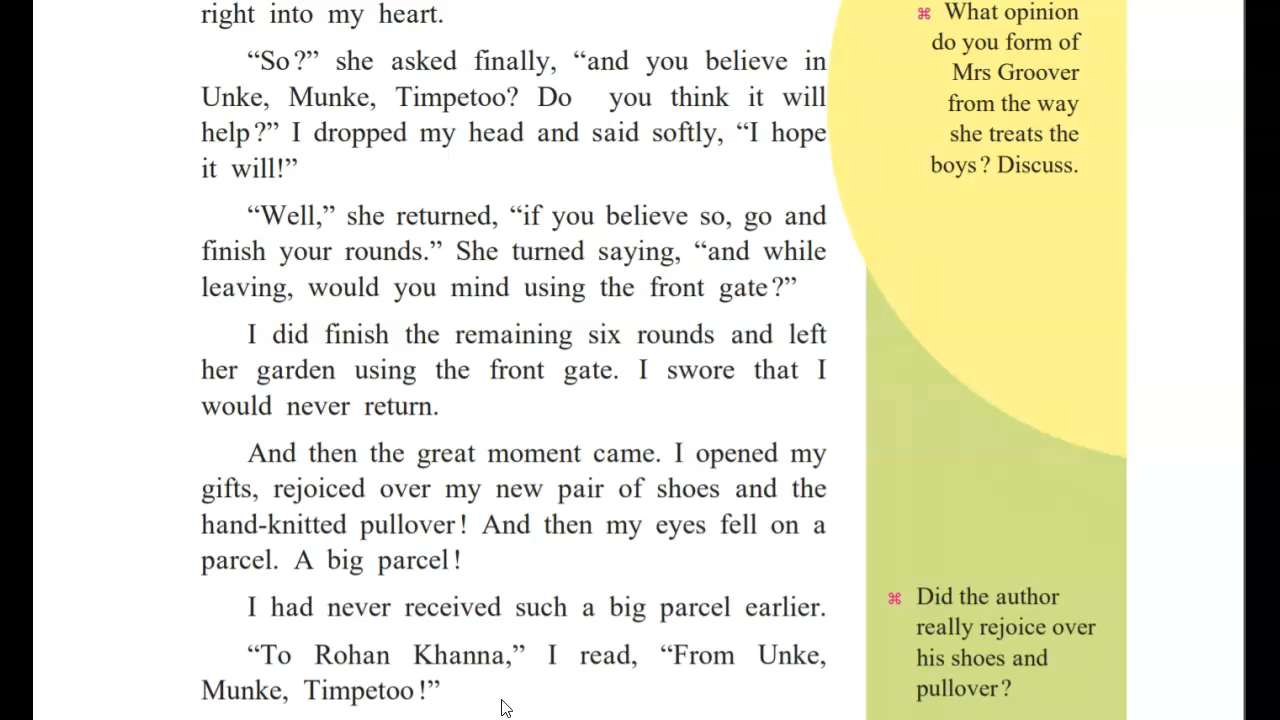 right into my heart.
“So?” she asked finally, “and you believe in
Unke, Munke, Timpetoo? Do you think it will
help?” I dropped my head and said softly, “I hope
it will!”
“Well,” she returned, “if you believe so, go and
finish your rounds.” She turned saying, “and while
leaving, would you mind using the front gate?”
I did finish the remaining six rounds and left
her garden using the front gate. I swore that I
would never return.
And then the great moment came. I opened my
gifts, rejoiced over my new pair of shoes and the
hand-knitted pullover! And then my eyes fell on a
parcel. A big parcel!
I had never received such a big parcel earlier.
“To Rohan Khanna,” I read, “From Unke,
Munke, Timpetoo!”
⌘ What opinion
do you form of
Mrs Groover
from the way
she treats the
boys? Discuss.
⌘ Did the author
really rejoice over
his shoes and
pullover?